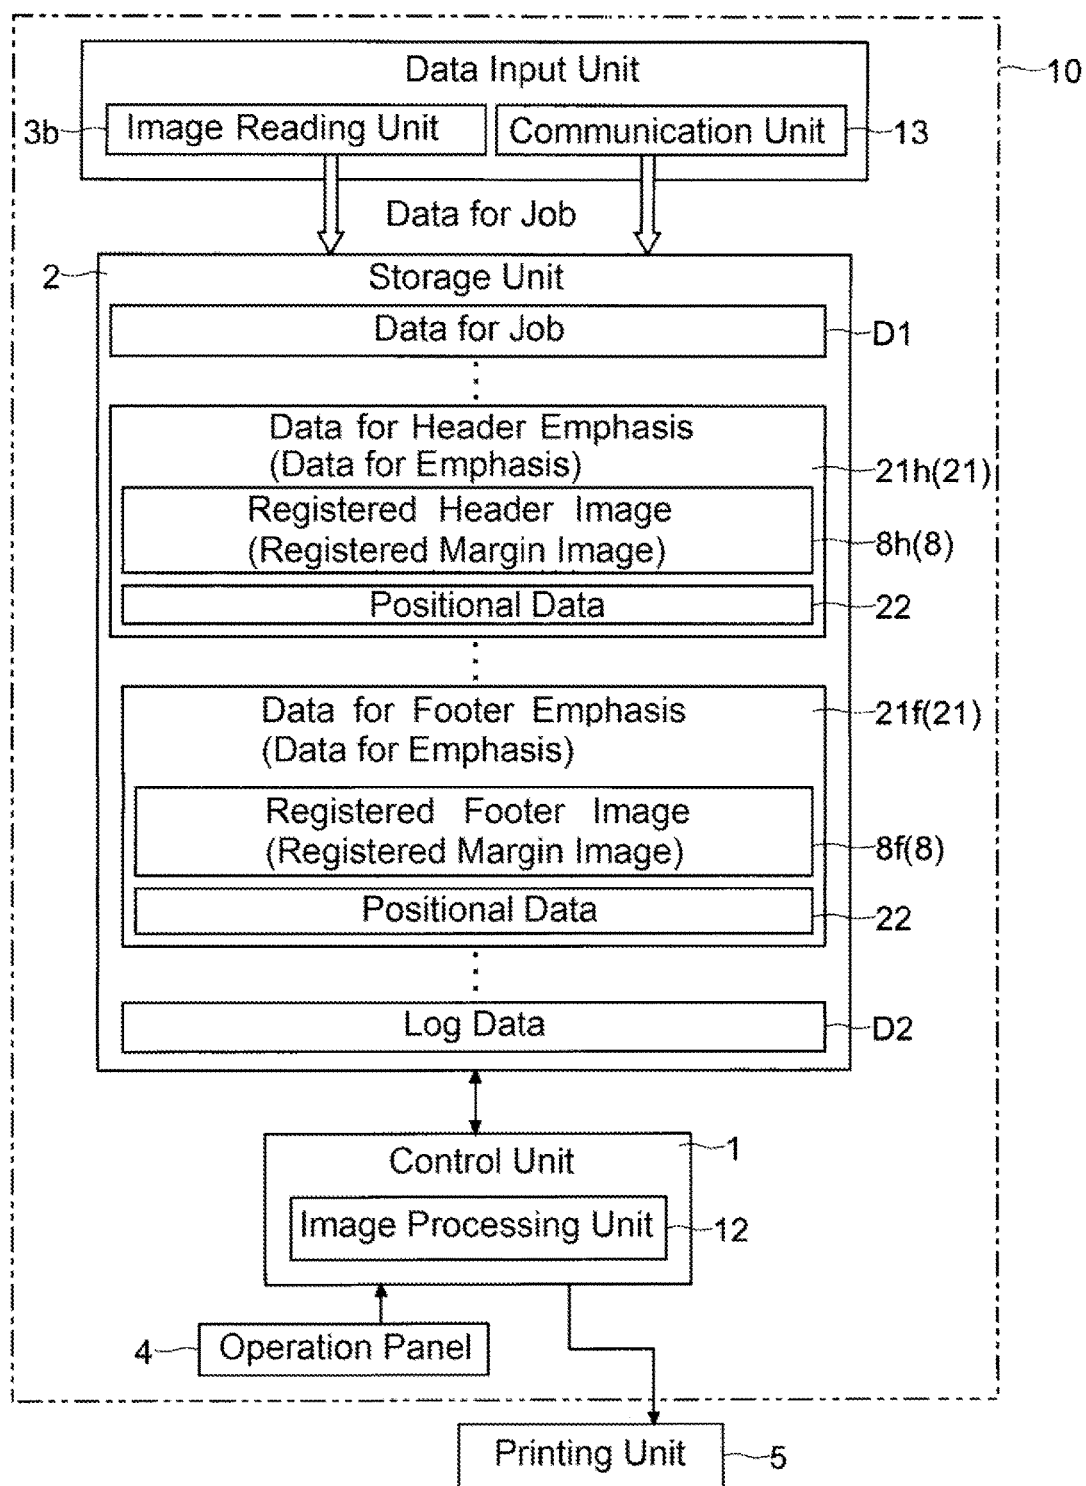 Data Input Unit
10
3b
Image Reading Unit
Communication Unit
13
Data for Job
2
Storage Unit
Data for Job
D1
Data for Header Emphasis
(Data for Emphasis)
21h(21)
Registered Header Image
(Registered Margin Image)
8h(8)
Positional Data
22
Data for Footer Emphasis
21f(21)
(Data for Emphasis)
Registered Footer Image
(Registered Margin Image)
8f(8)
Positional Data
22
Log Data
D2
1
Control Unit
Image Processing Unit
12
4
Operation Panel
Printing Unit
5